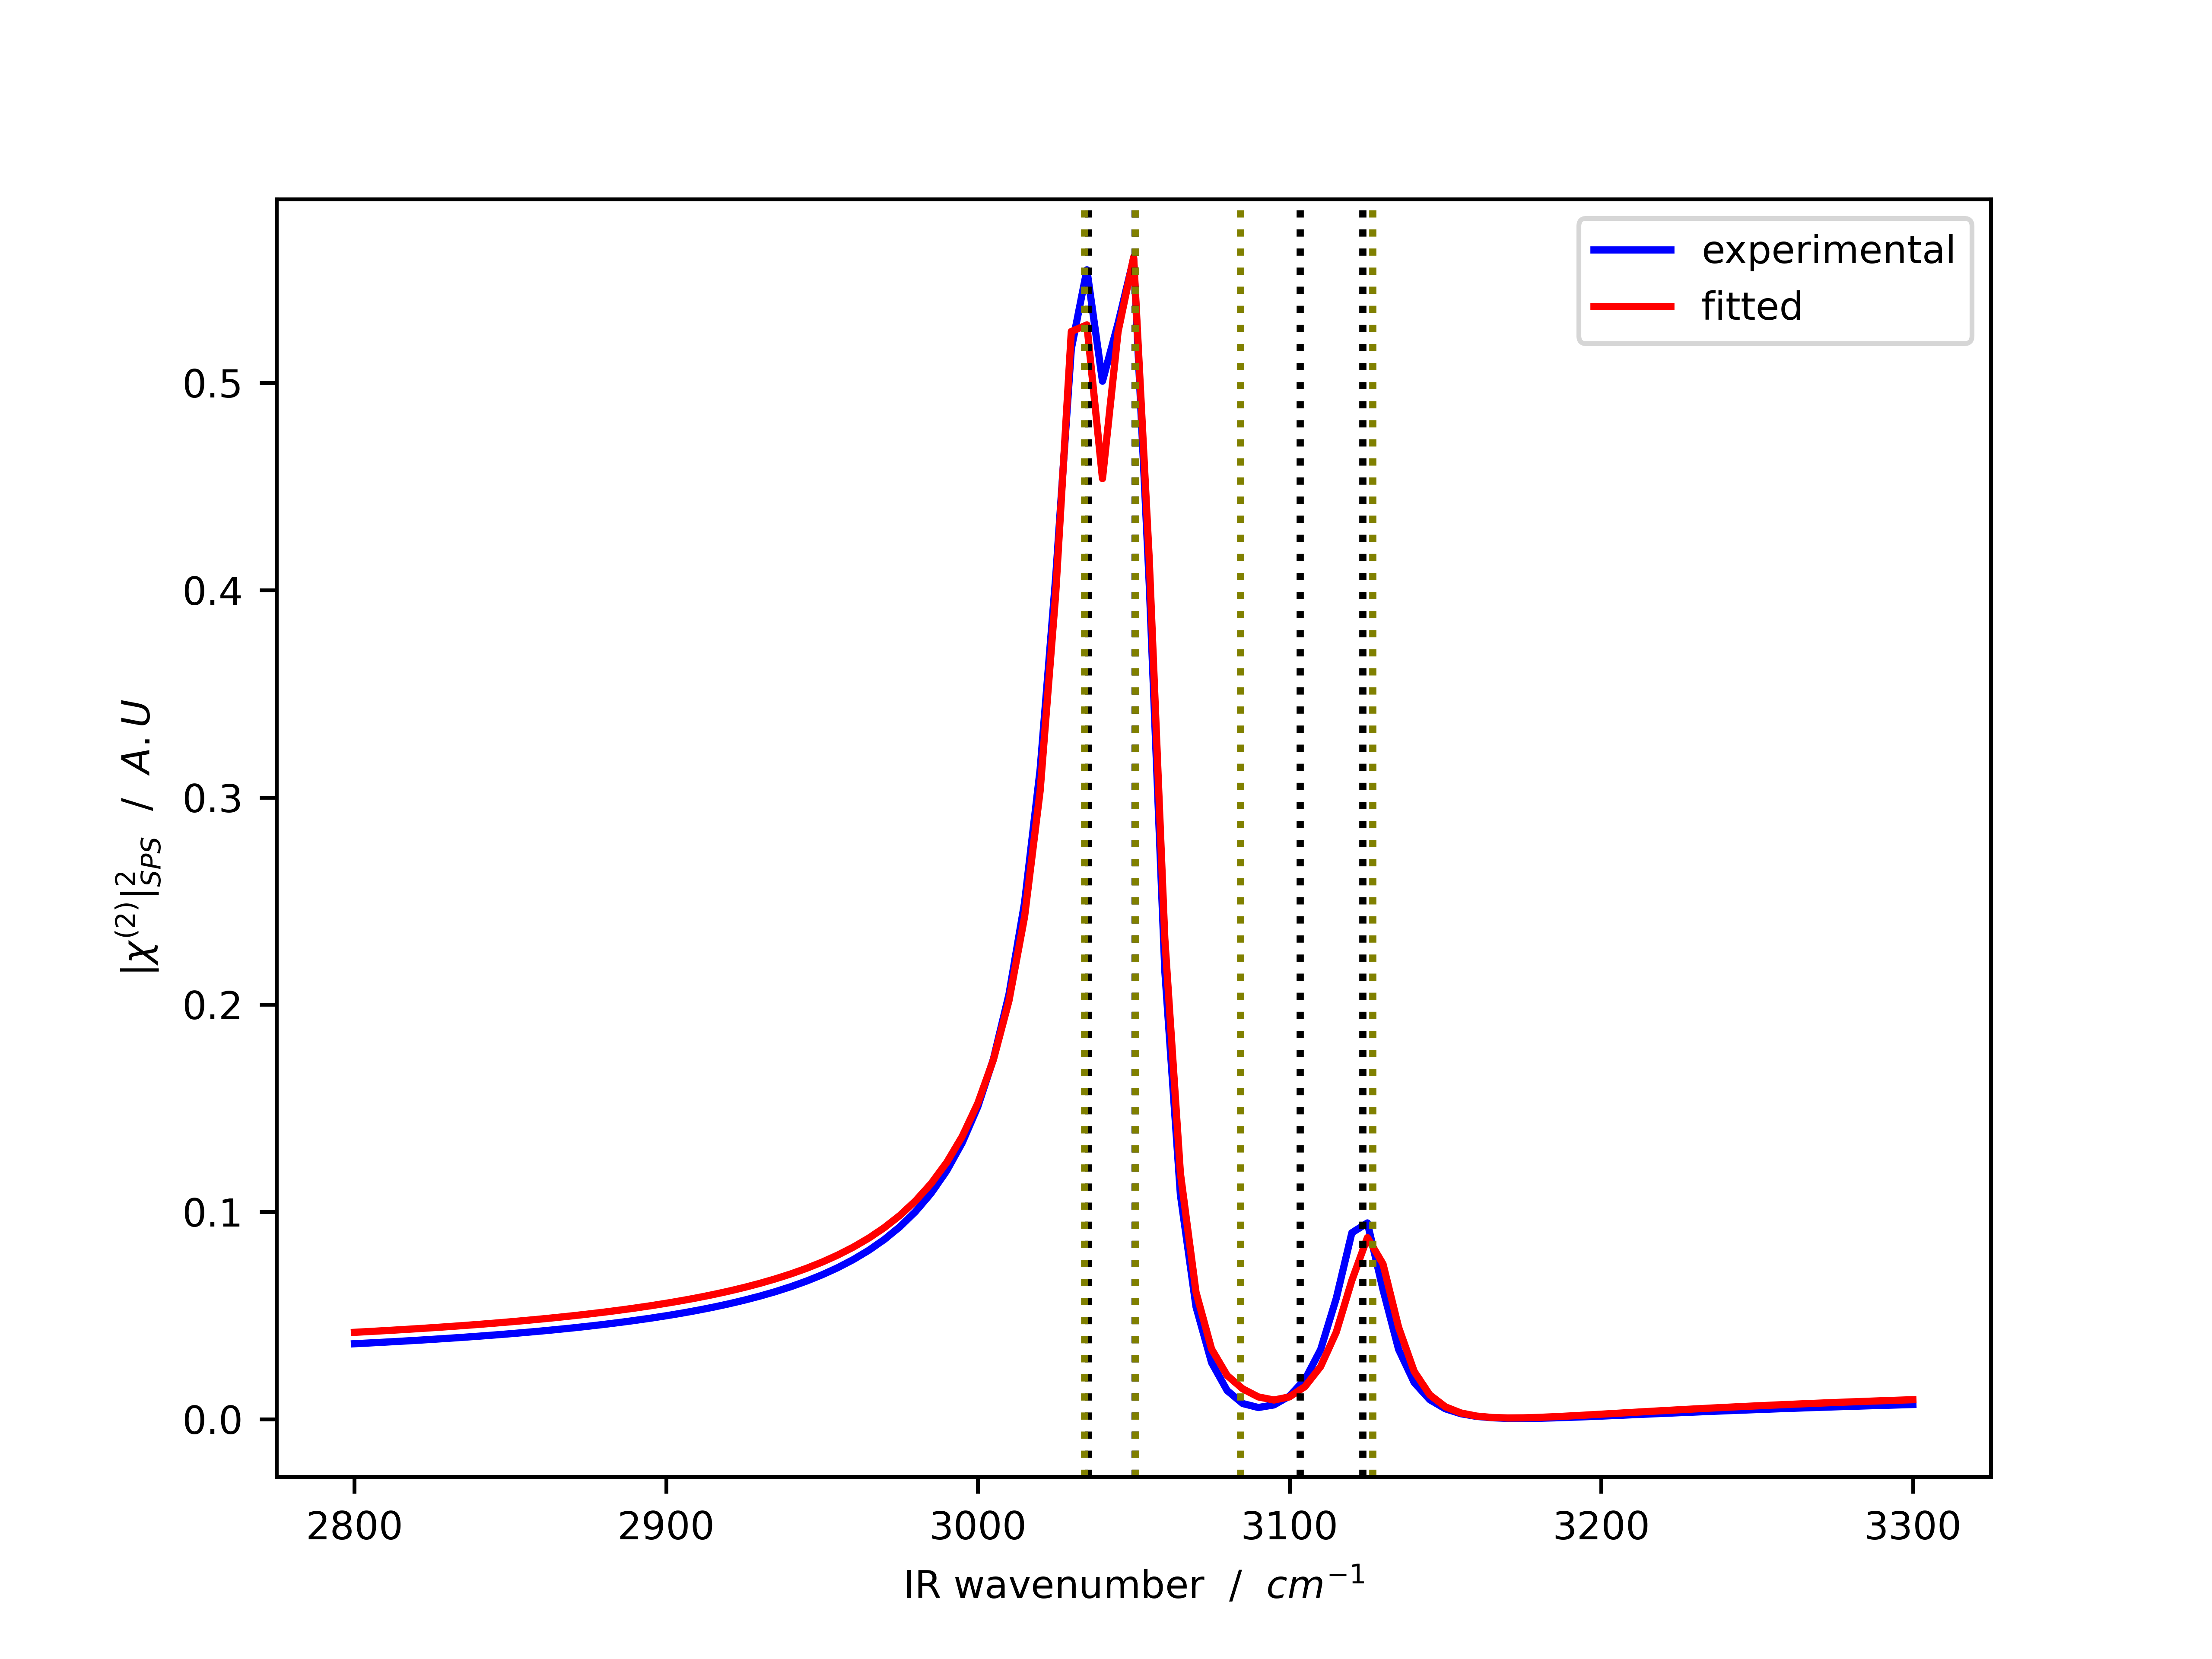 experimental
fitted
0.5
0.4
0.3
0.2
0.1
0.0
|χ⁽²⁾|²_SPS / A.U
2800 2900 3000 3100 3200 3300
IR wavenumber / cm⁻¹